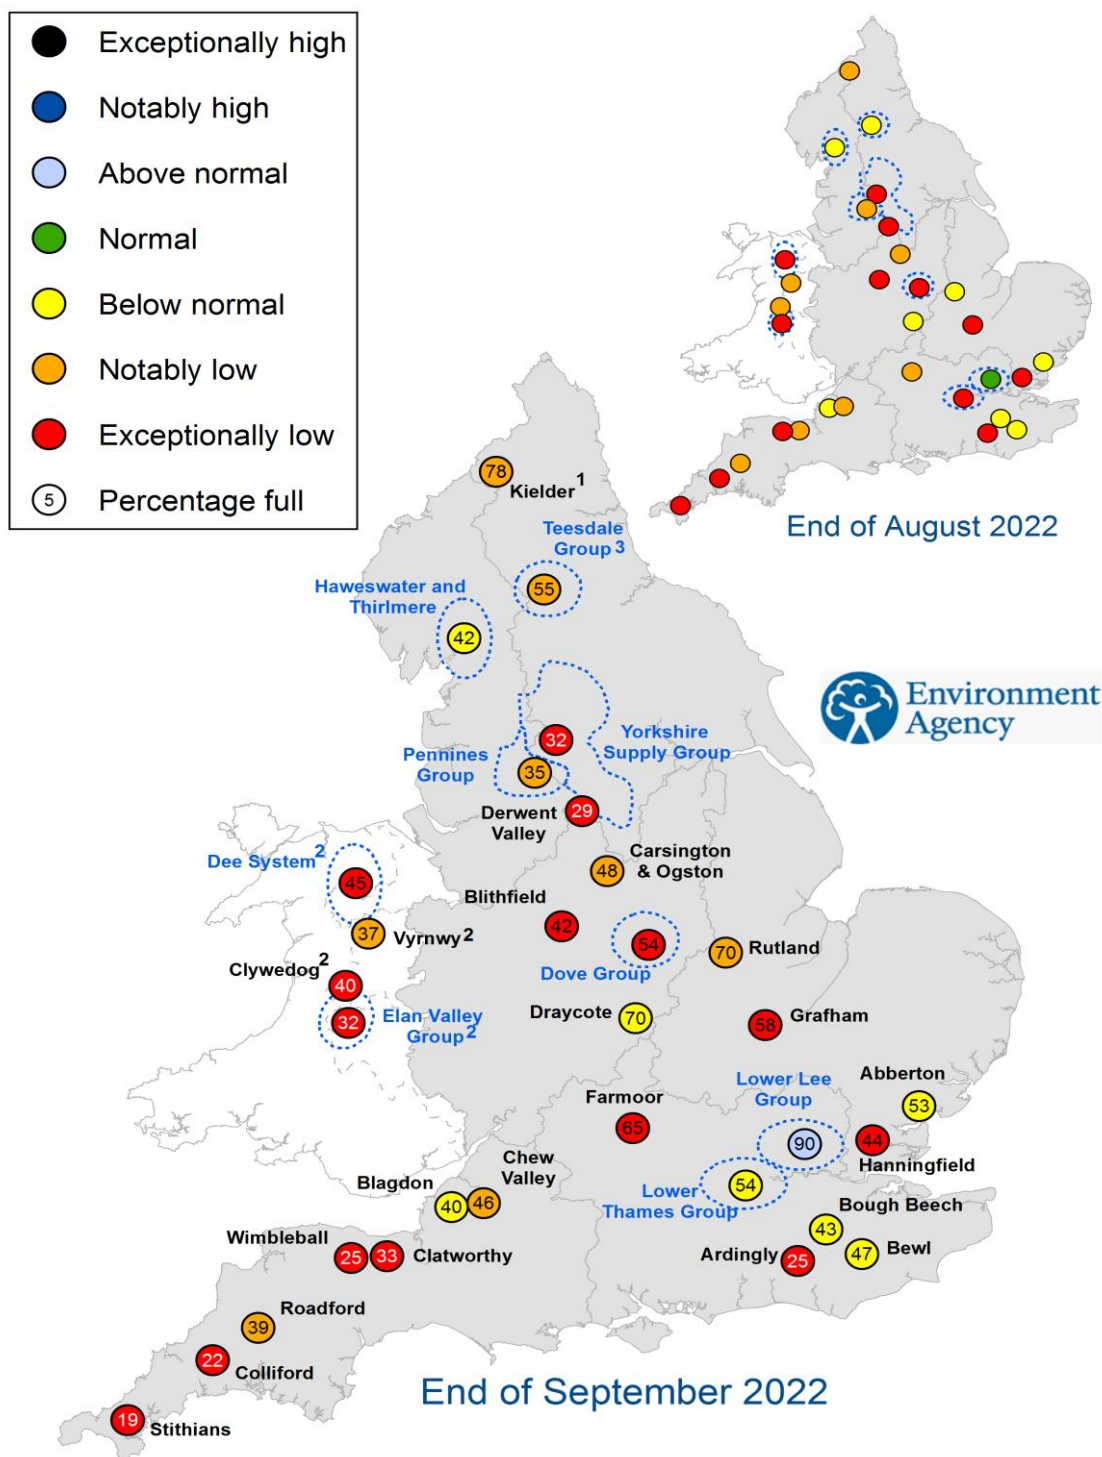 Exceptionally high
Notably high
Above normal
Normal
Below normal
Notably low
Exceptionally low
5 Percentage full
End of August 2022
78
Kielder1
Teesdale
Group3
55
Haweswater and
Thirlmere
42
Environment
Agency
Yorkshire
Supply Group
32
Pennines
Group
35
Derwent
Valley
29
Carsington
& Ogston
48
Dee System2
45
Blithfield
42
Vyrnwy2
37
54
Dove Group
70
Rutland
Clywedog2
40
Elan Valley
Group2
32
Draycote
70
58
Grafham
Abberton
53
Lower Lee
Group
90
Farmoor
65
44
Hanningfield
Chew
Valley
46
Blagdon
40
Lower
Thames Group
54
Bough Beech
43
Bewl
47
Ardingly
25
Wimbleball
25
33
Clatworthy
Roadford
39
22
Colliford
19
Stithians
End of September 2022